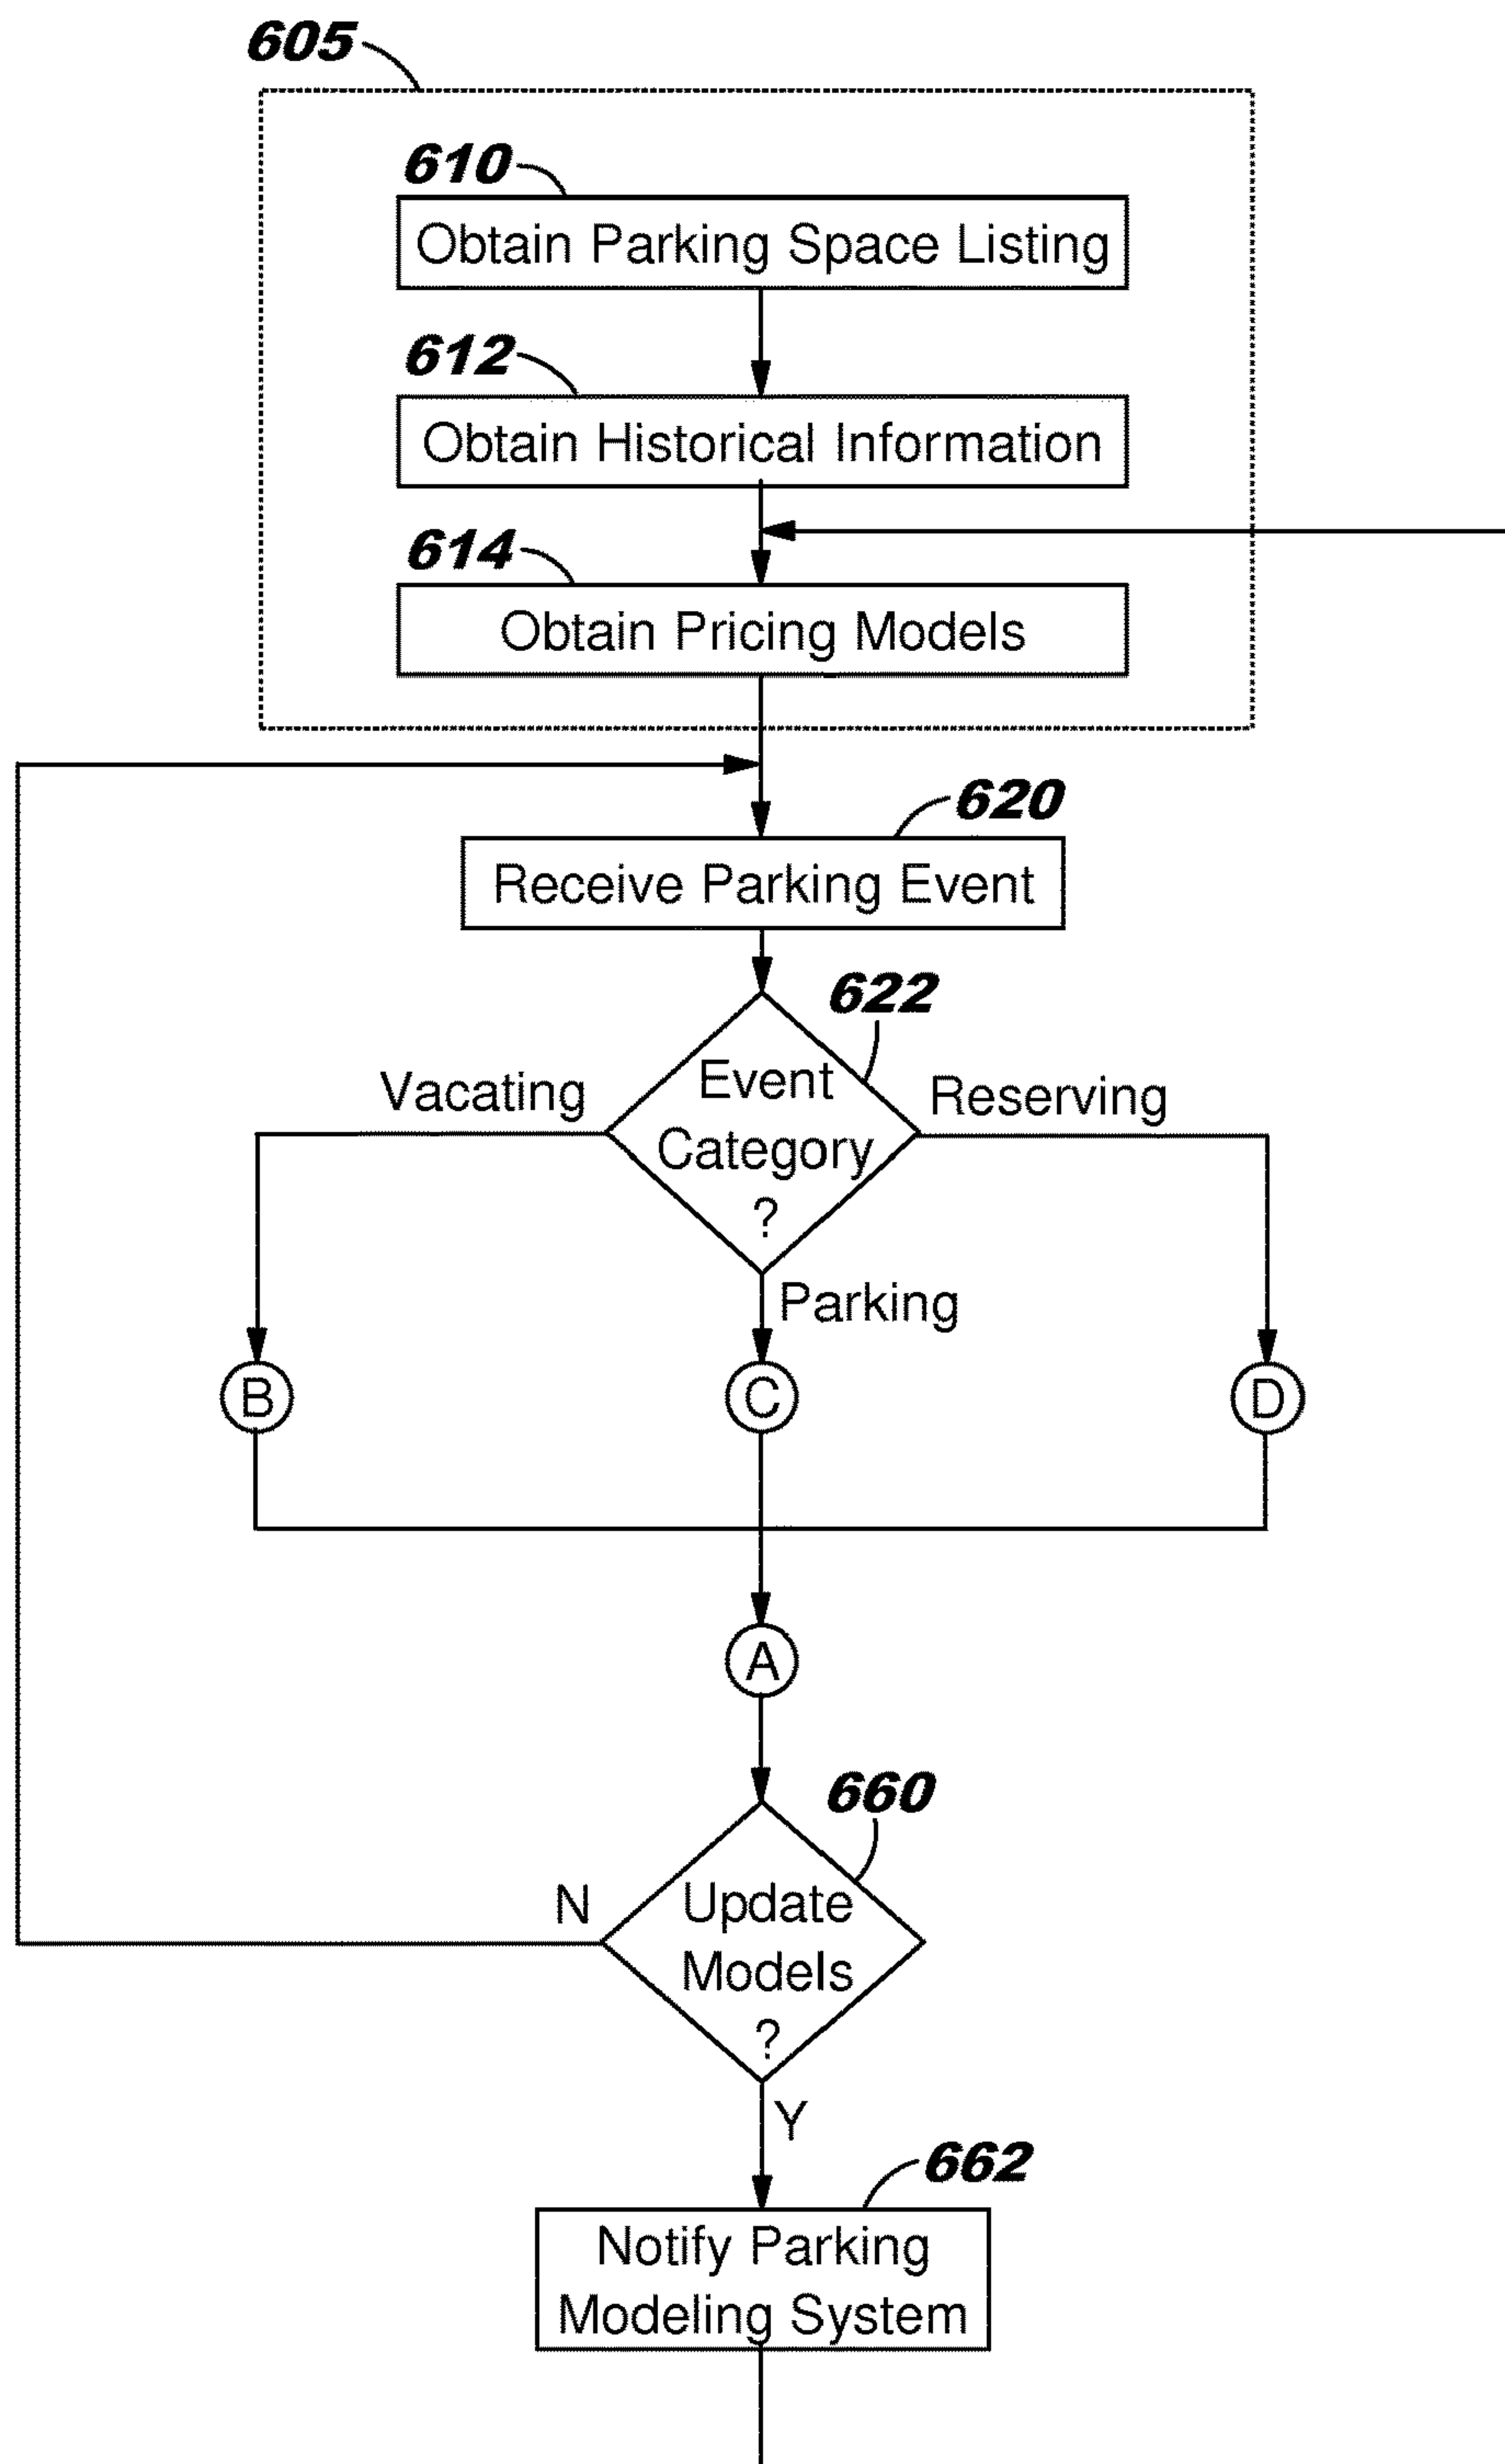 605
610
Obtain Parking Space Listing
612
Obtain Historical Information
614
Obtain Pricing Models
620
Receive Parking Event
622
Vacating
Event
Category
?
Reserving
Parking
B
C
D
A
660
N
Update
Models
?
Y
662
Notify Parking
Modeling System